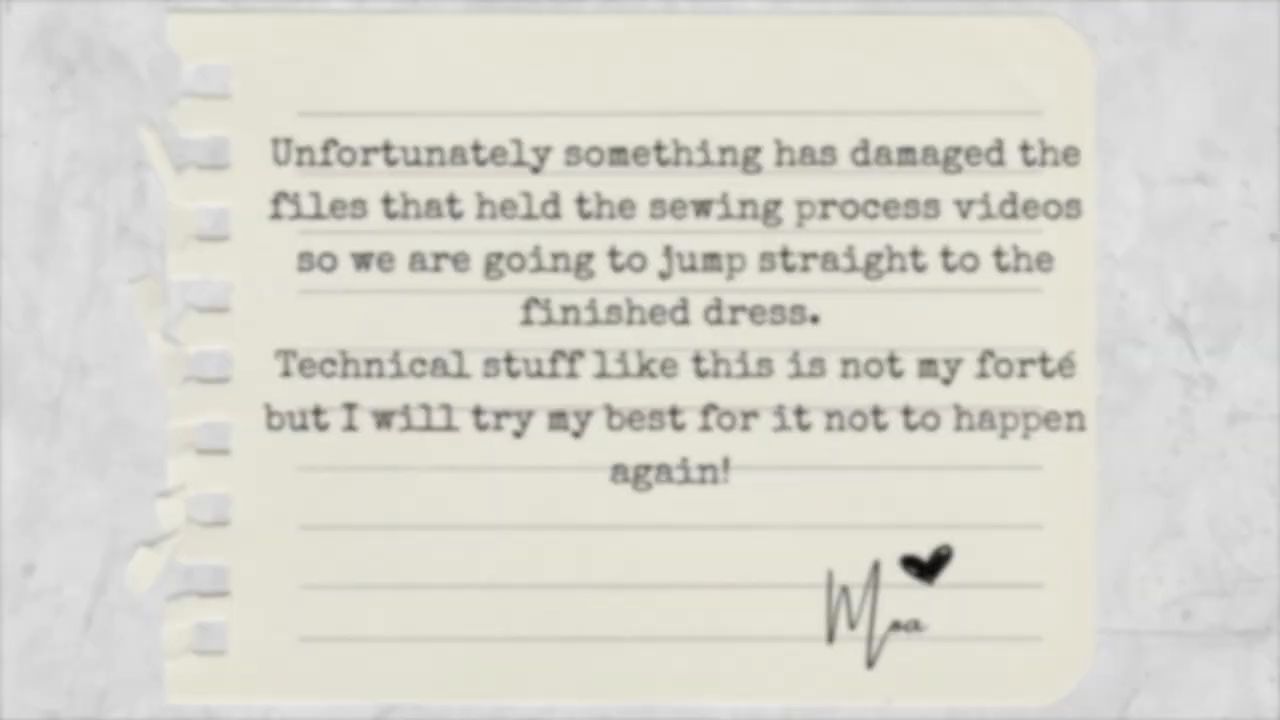 Unfortunately something has damaged the
files that held the sewing process videos
so we are going to jump straight to the
finished dress.
Technical stuff like this is not my forté
but I will try my best for it not to happen
again!
Moa